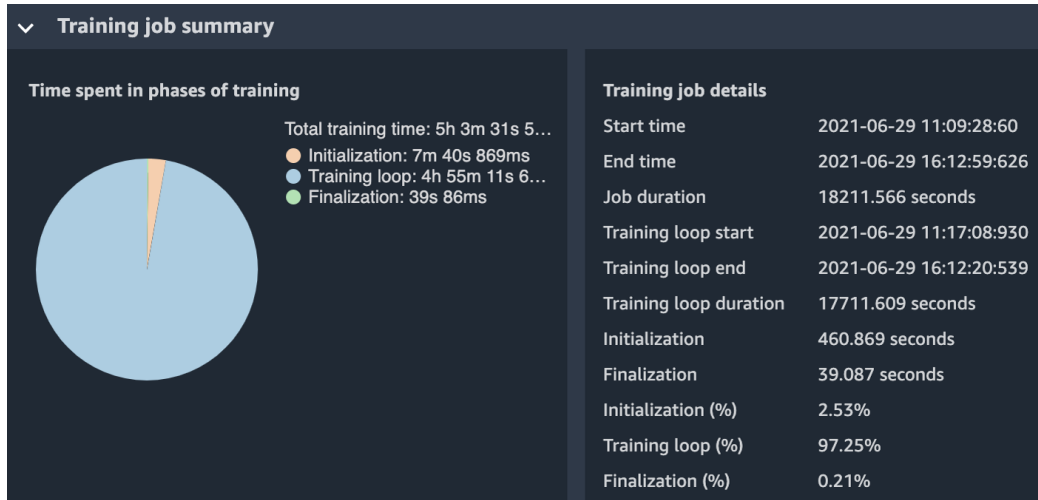 Training job summary
Time spent in phases of training
Total training time: 5h 3m 31s 5...
Initialization: 7m 40s 869ms
Training loop: 4h 55m 11s 6...
Finalization: 39s 86ms
Training job details
Start time 2021-06-29 11:09:28:60
End time 2021-06-29 16:12:59:626
Job duration 18211.566 seconds
Training loop start 2021-06-29 11:17:08:930
Training loop end 2021-06-29 16:12:20:539
Training loop duration 17711.609 seconds
Initialization 460.869 seconds
Finalization 39.087 seconds
Initialization (%) 2.53%
Training loop (%) 97.25%
Finalization (%) 0.21%